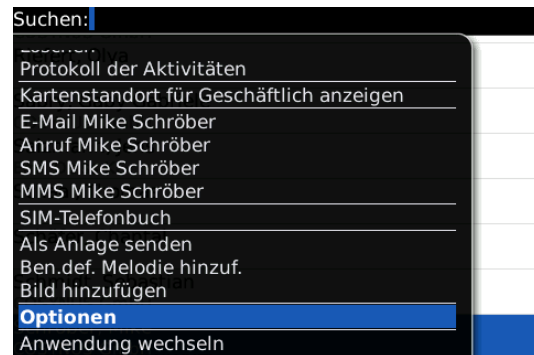 Suchen:
Protokoll der Aktivitäten
Kartenstandort für Geschäftlich anzeigen
E-Mail Mike Schröber
Anruf Mike Schröber
SMS Mike Schröber
MMS Mike Schröber
SIM-Telefonbuch
Als Anlage senden
Ben.def. Melodie hinzuf.
Bild hinzufügen
Optionen
Anwendung wechseln